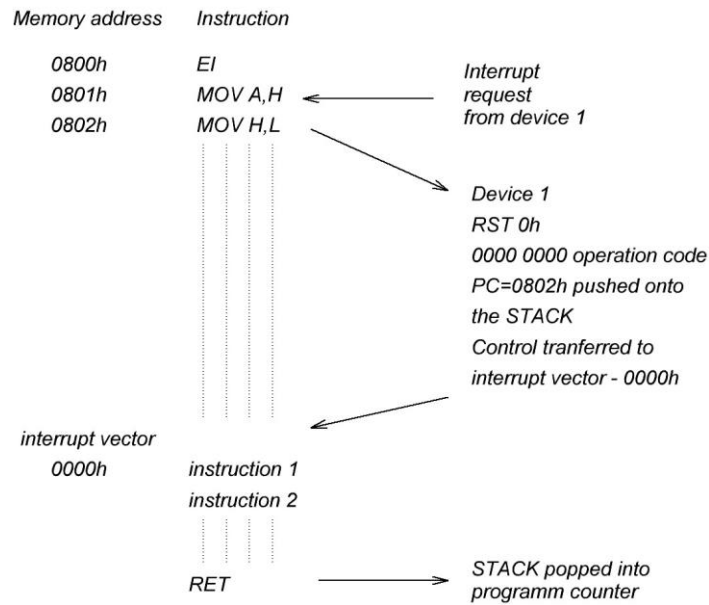 Memory address Instruction
0800h EI
0801h MOV A,H
0802h MOV H,L
Interrupt
request
from device 1
Device 1
RST 0h
0000 0000 operation code
PC=0802h pushed onto
the STACK
Control tranferred to
interrupt vector - 0000h
interrupt vector
0000h instruction 1
instruction 2
RET
STACK popped into
programm counter